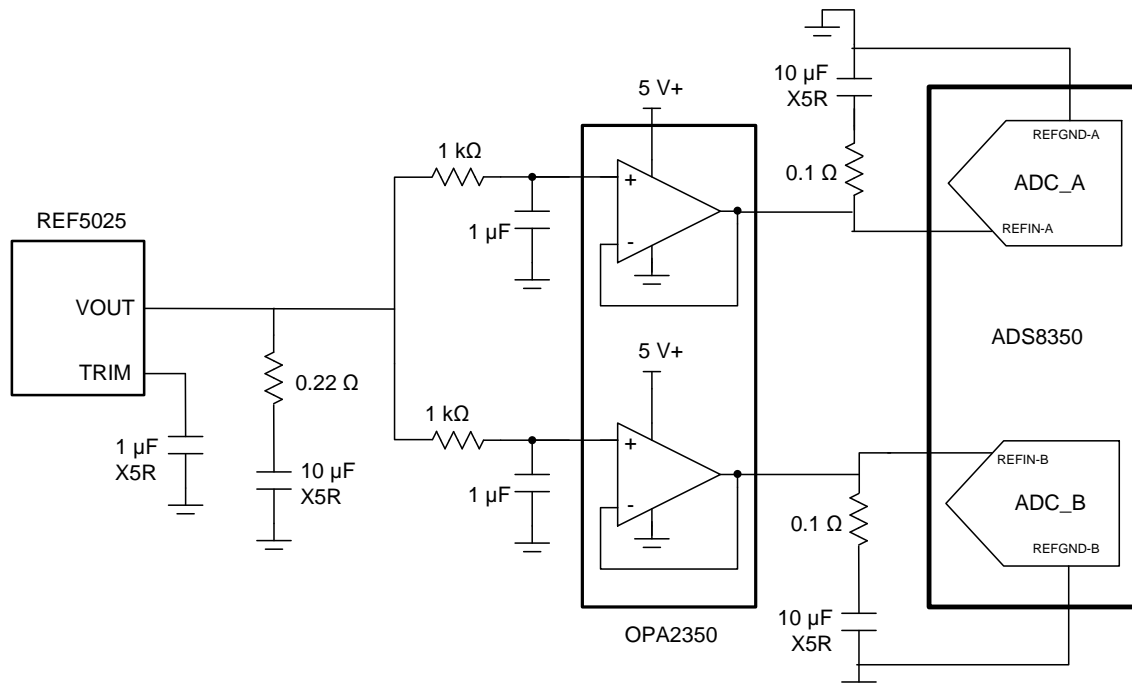 REF5025
VOUT
TRIM
1 µF
X5R
0.22 Ω
10 µF
X5R
1 kΩ
1 µF
1 kΩ
1 µF
5 V+
+
-
5 V+
+
-
OPA2350
10 µF
X5R
0.1 Ω
REFGND-A
ADC_A
REFIN-A
ADS8350
REFIN-B
ADC_B
REFGND-B
0.1 Ω
10 µF
X5R